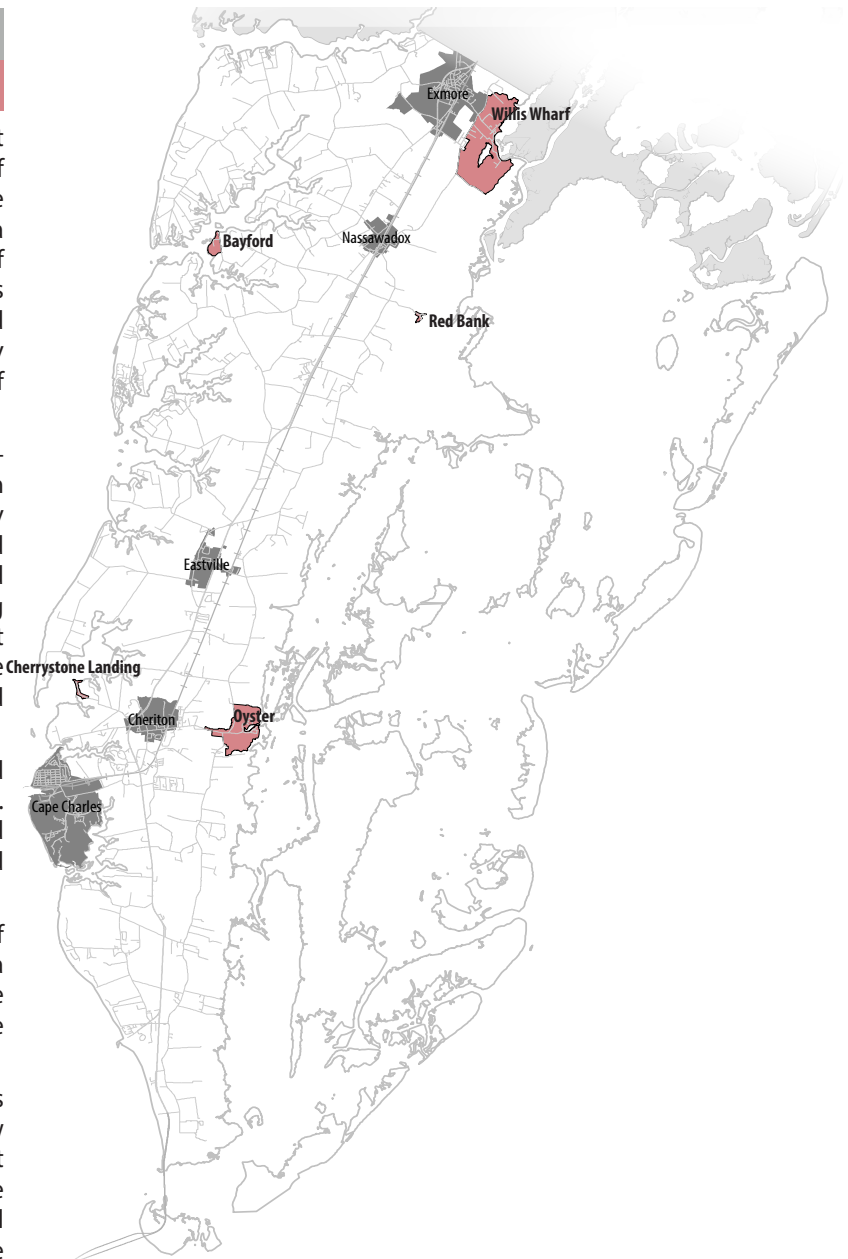 Exmore
Willis Wharf
Nassawadox
Bayford
Red Bank
Eastville
Cherrystone Landing
Oyster
Cheriton
Cape Charles